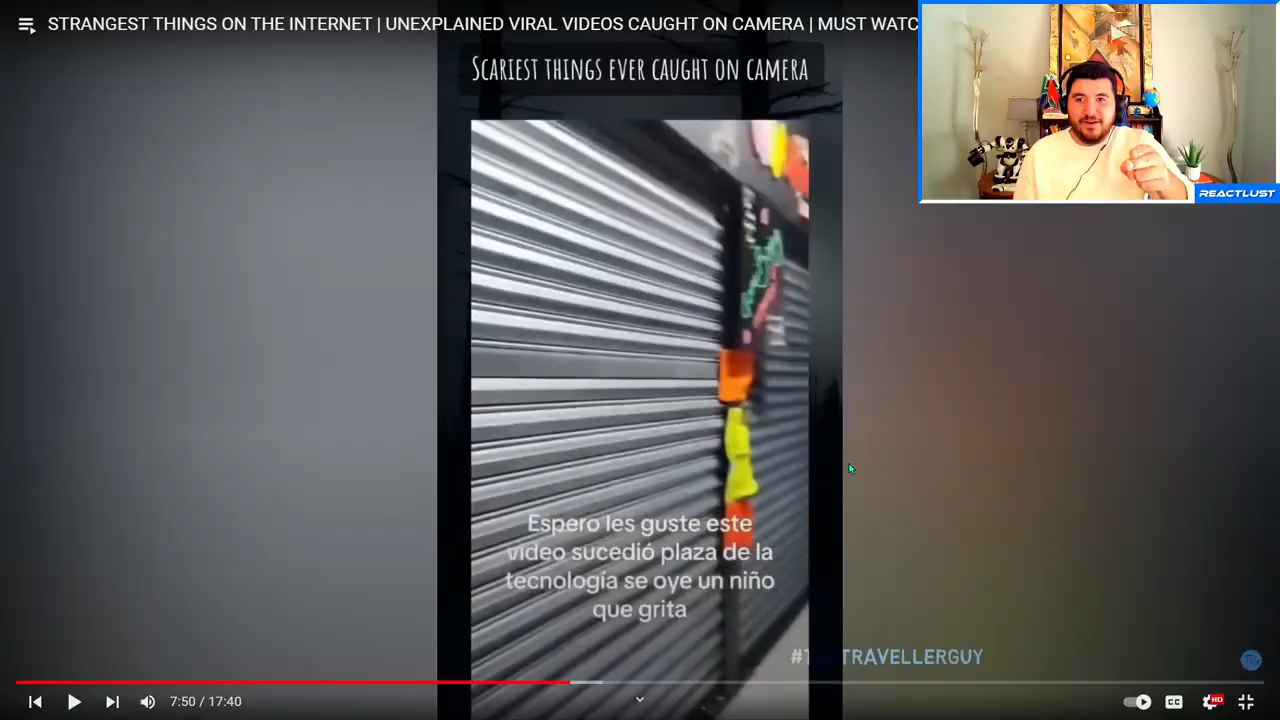 STRANGEST THINGS ON THE INTERNET | UNEXPLAINED VIRAL VIDEOS CAUGHT ON CAMERA | MUST WATC
SCARIEST THINGS EVER CAUGHT ON CAMERA
REACTLUST
Espero les guste este
video sucedió plaza de la
tecnología se oye un niño
que grita
TRAVELLERGUY
7:50 / 17:40
CC
HD